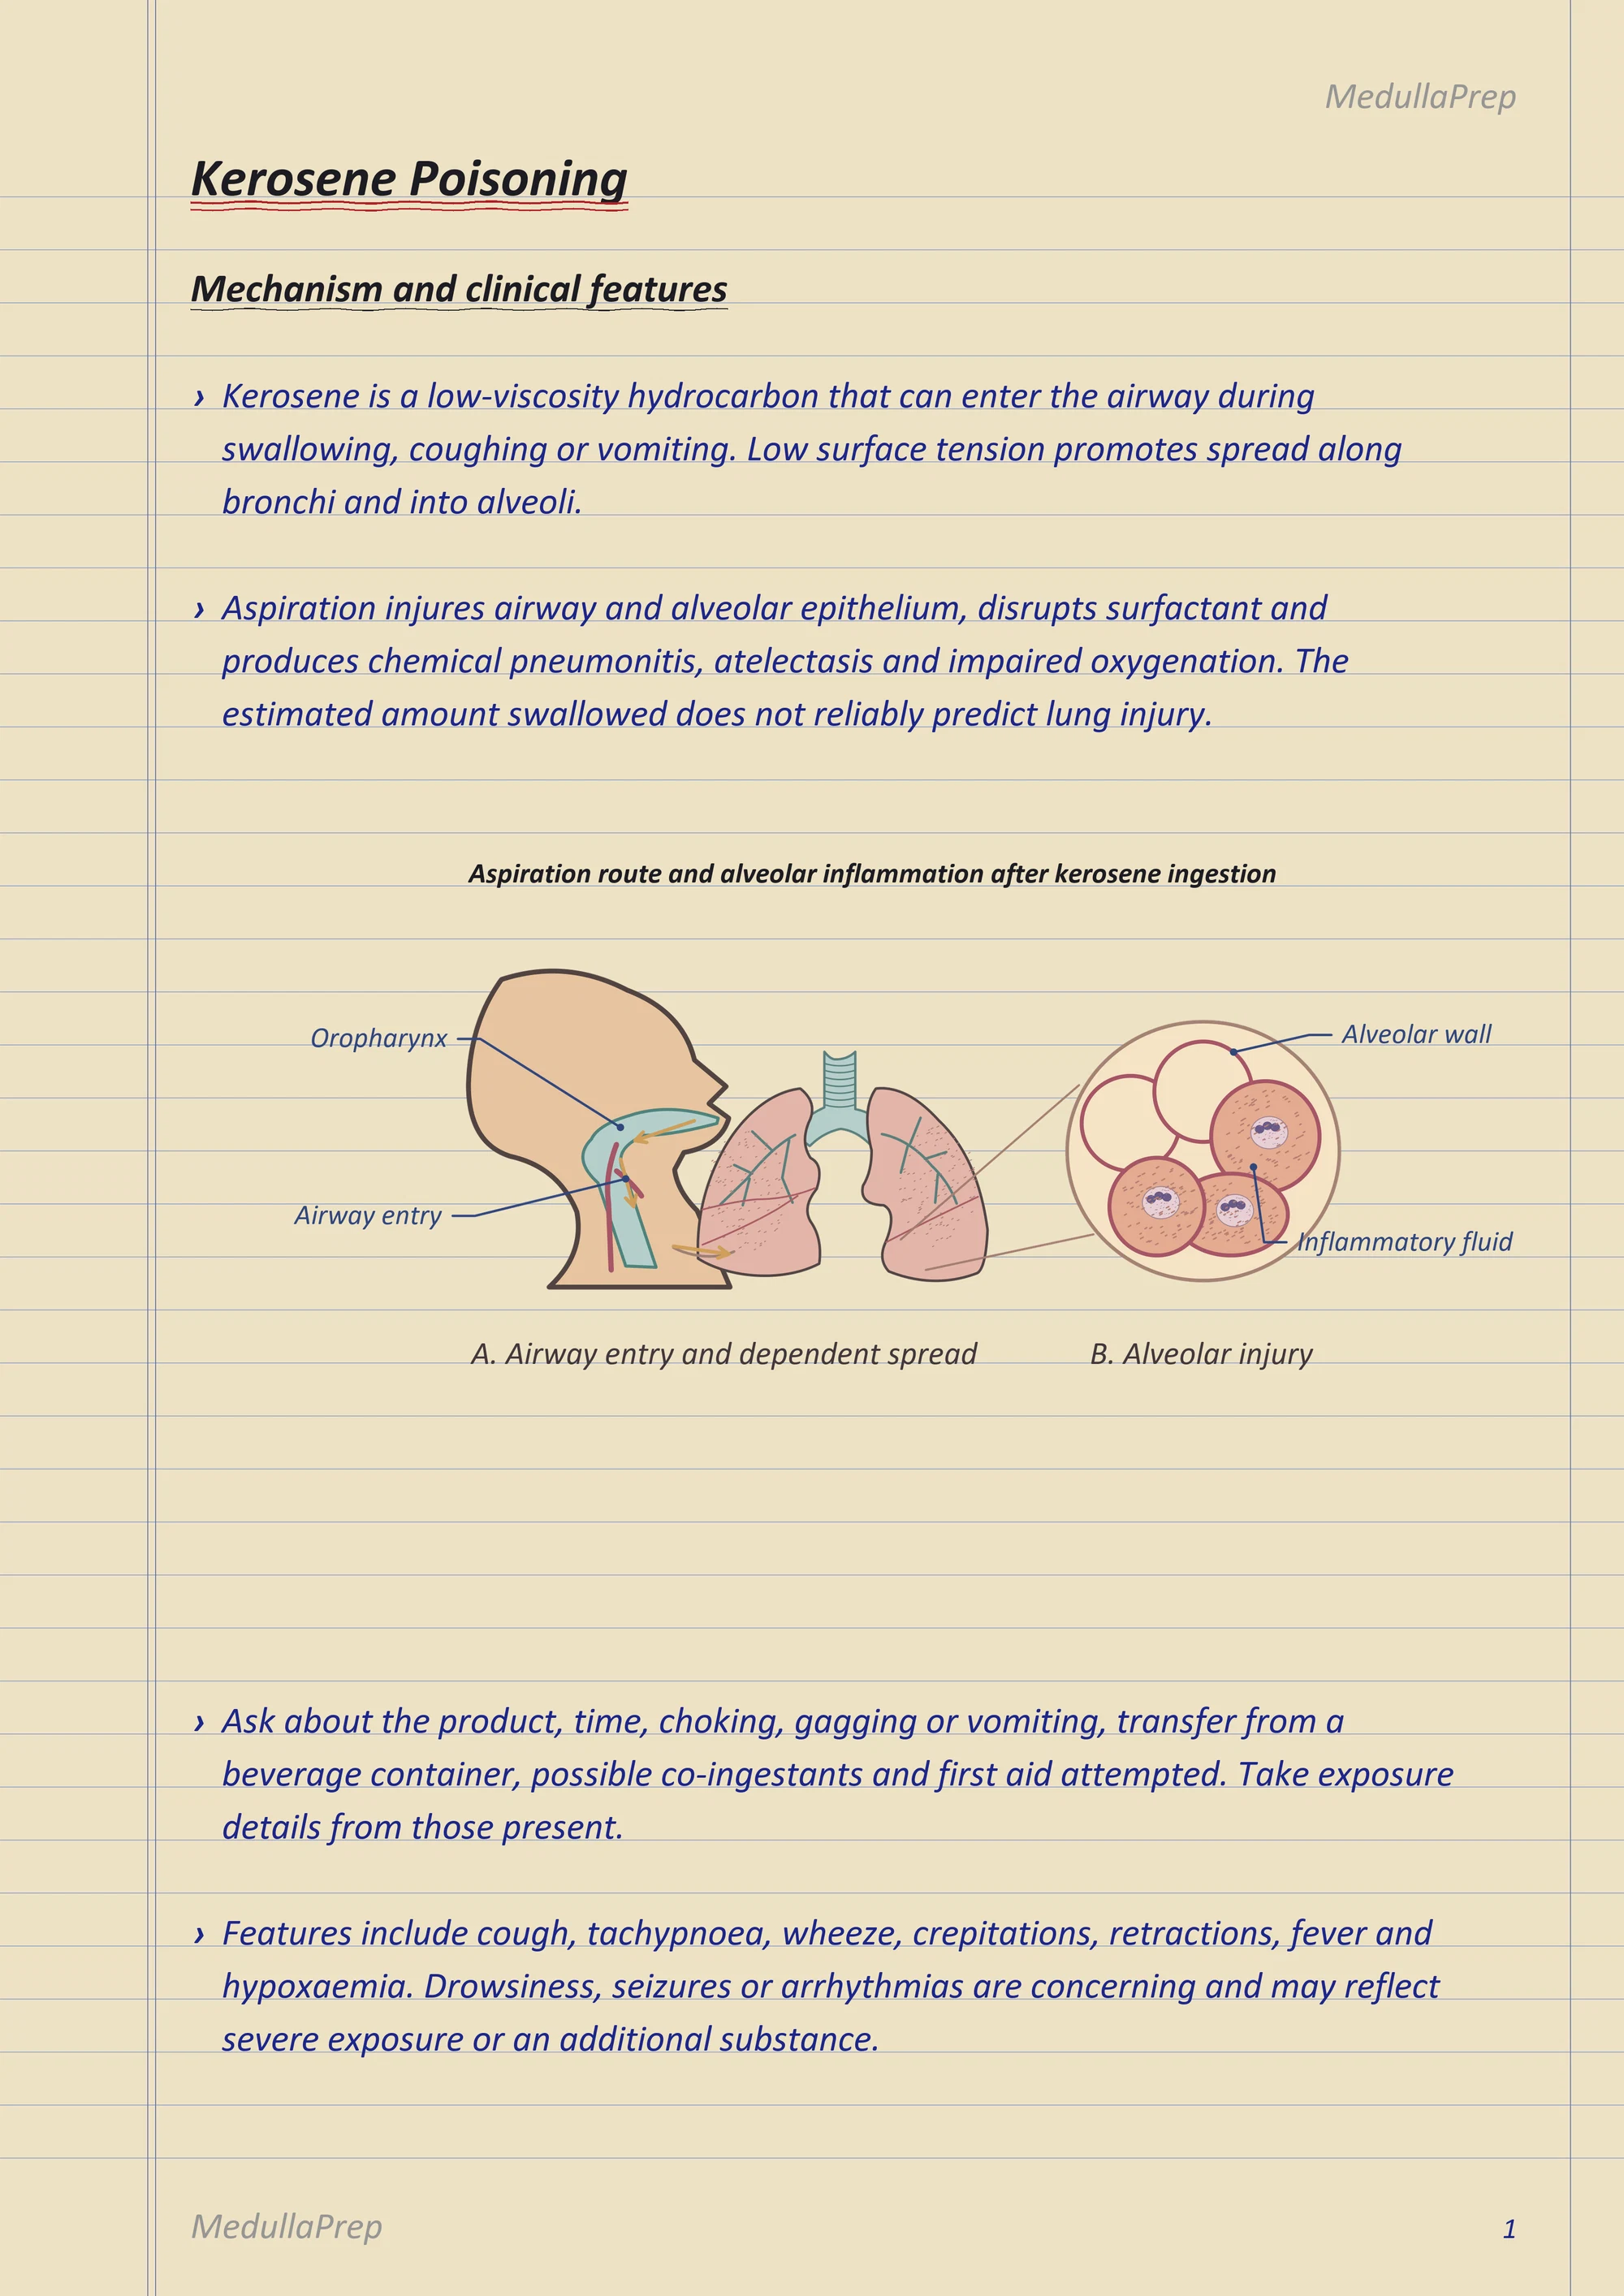 MedullaPrep
Kerosene Poisoning
Mechanism and clinical features
› Kerosene is a low-viscosity hydrocarbon that can enter the airway during
swallowing, coughing or vomiting. Low surface tension promotes spread along
bronchi and into alveoli.
› Aspiration injures airway and alveolar epithelium, disrupts surfactant and
produces chemical pneumonitis, atelectasis and impaired oxygenation. The
estimated amount swallowed does not reliably predict lung injury.
Aspiration route and alveolar inflammation after kerosene ingestion
Oropharynx
Alveolar wall
Airway entry
Inflammatory fluid
A. Airway entry and dependent spread
B. Alveolar injury
› Ask about the product, time, choking, gagging or vomiting, transfer from a
beverage container, possible co-ingestants and first aid attempted. Take exposure
details from those present.
› Features include cough, tachypnoea, wheeze, crepitations, retractions, fever and
hypoxaemia. Drowsiness, seizures or arrhythmias are concerning and may reflect
severe exposure or an additional substance.
MedullaPrep
1